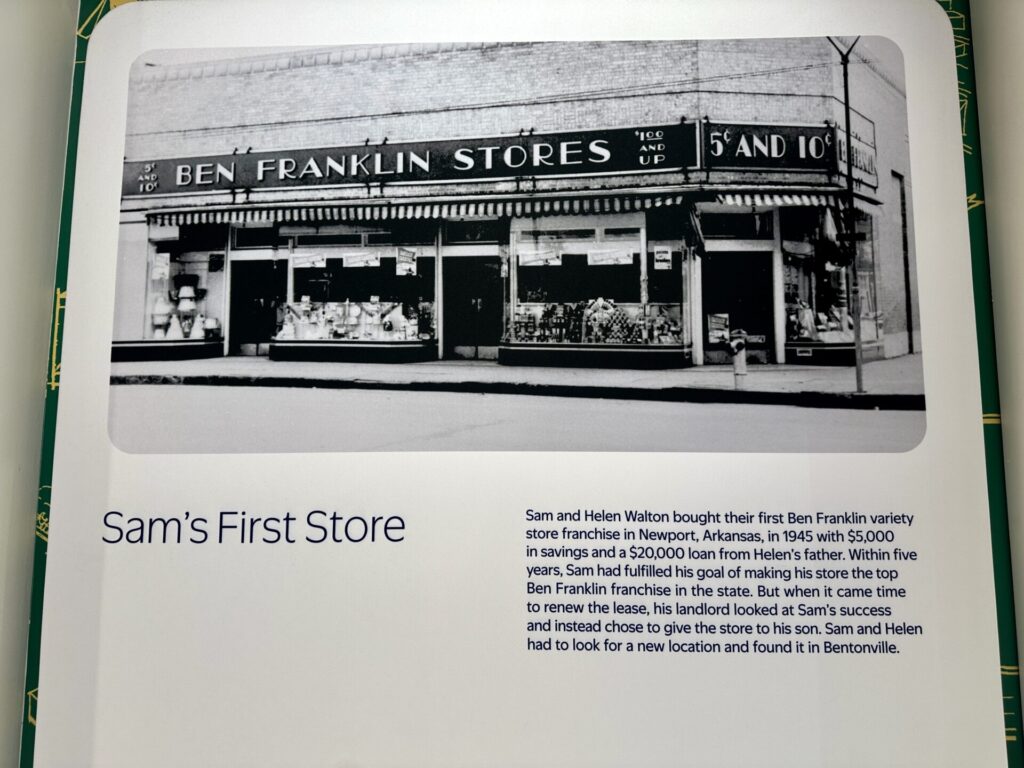 5¢
AND
10¢
BEN FRANKLIN STORES
$1.00
AND
UP
5¢ AND 10¢
Sam's First Store
Sam and Helen Walton bought their first Ben Franklin variety
store franchise in Newport, Arkansas, in 1945 with $5,000
in savings and a $20,000 loan from Helen's father. Within five
years, Sam had fulfilled his goal of making his store the top
Ben Franklin franchise in the state. But when it came time
to renew the lease, his landlord looked at Sam's success
and instead chose to give the store to his son. Sam and Helen
had to look for a new location and found it in Bentonville.